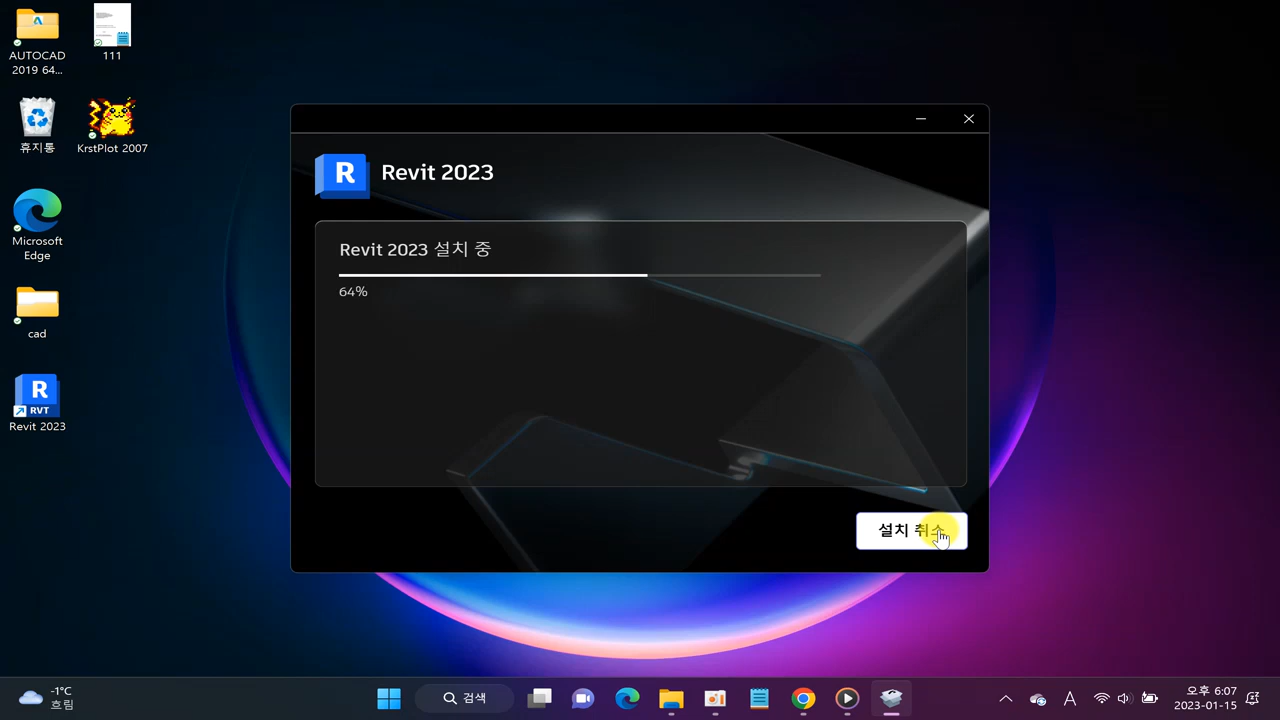 AUTOCAD
2019 64...
111
휴지통
KrstPlot 2007
Microsoft
Edge
cad
R
RVT
Revit 2023
R
Revit 2023
Revit 2023 설치 중
64%
설치 취소
-1°C
흐림
검색
A
오후 6:07
2023-01-15